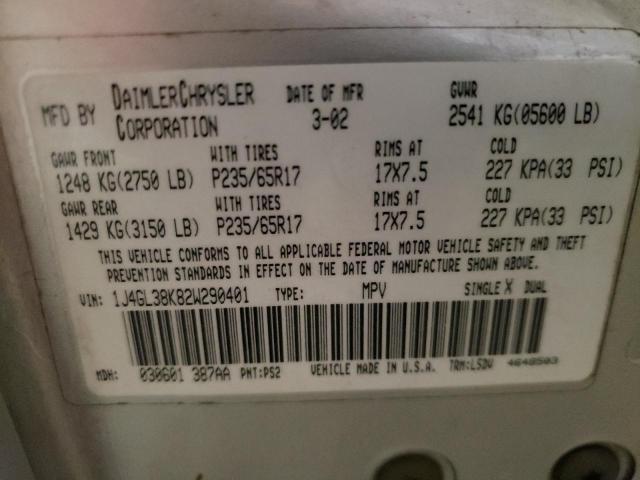 MFD BY DAIMLERCHRYSLER CORPORATION DATE OF MFR 3-02 GVWR 2541 KG(05600 LB)
GAWR FRONT WITH TIRES RIMS AT COLD
1248 KG(2750 LB) P235/65R17 17X7.5 227 KPA(33 PSI)
GAWR REAR WITH TIRES RIMS AT COLD
1429 KG(3150 LB) P235/65R17 17X7.5 227 KPA(33 PSI)
THIS VEHICLE CONFORMS TO ALL APPLICABLE FEDERAL MOTOR VEHICLE SAFETY AND THEFT
PREVENTION STANDARDS IN EFFECT ON THE DATE OF MANUFACTURE SHOWN ABOVE.
VIN: 1J4GL38K82W290401 TYPE: MPV SINGLE X DUAL
MDH: 030601 387AA PNT:PS2 VEHICLE MADE IN U.S.A. TRM:LSDV 4648503